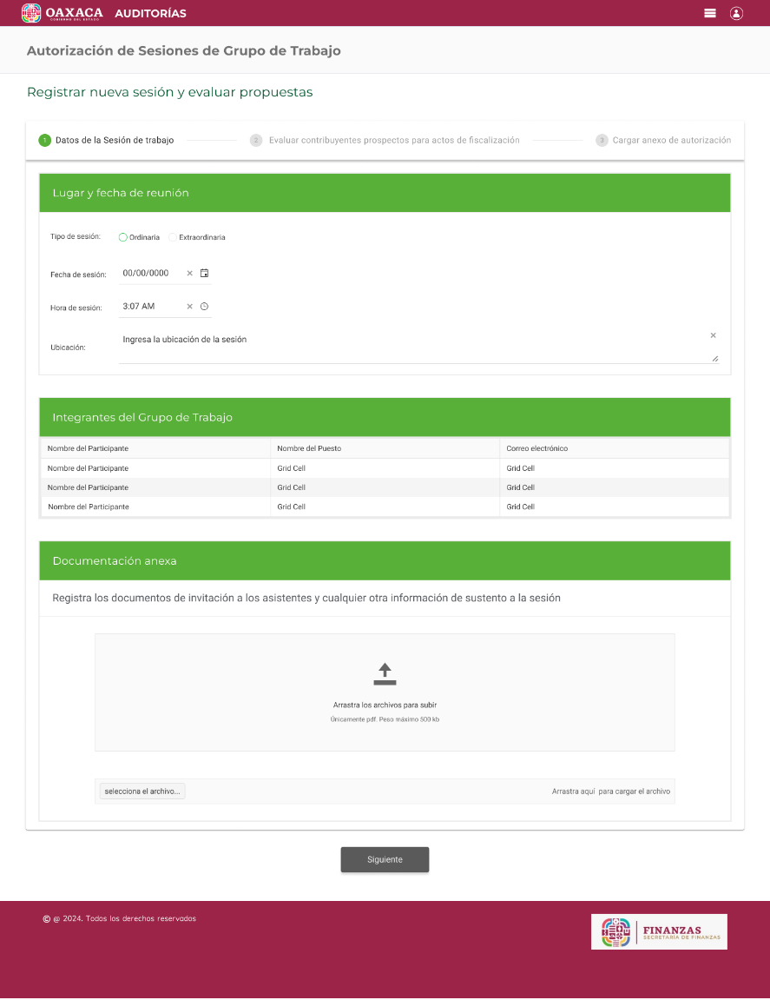 OAXACA AUDITORÍAS
GOBIERNO DEL ESTADO
Autorización de Sesiones de Grupo de Trabajo
Registrar nueva sesión y evaluar propuestas
1 Datos de la Sesión de trabajo 2 Evaluar contribuyentes prospectos para actos de fiscalización 3 Cargar anexo de autorización
Lugar y fecha de reunión
Tipo de sesión: Ordinaria Extraordinaria
Fecha de sesión: 00/00/0000
Hora de sesión: 3:07 AM
Ubicación: Ingresa la ubicación de la sesión
Integrantes del Grupo de Trabajo
Nombre del Participante Nombre del Puesto Correo electrónico
Nombre del Participante Grid Cell Grid Cell
Nombre del Participante Grid Cell Grid Cell
Nombre del Participante Grid Cell Grid Cell
Documentación anexa
Registra los documentos de invitación a los asistentes y cualquier otra información de sustento a la sesión
Arrastra los archivos para subir
Únicamente pdf. Peso máximo 500 kb
selecciona el archivo... Arrastra aquí para cargar el archivo
Siguiente
© @ 2024. Todos los derechos reservados
FINANZAS
SECRETARÍA DE FINANZAS